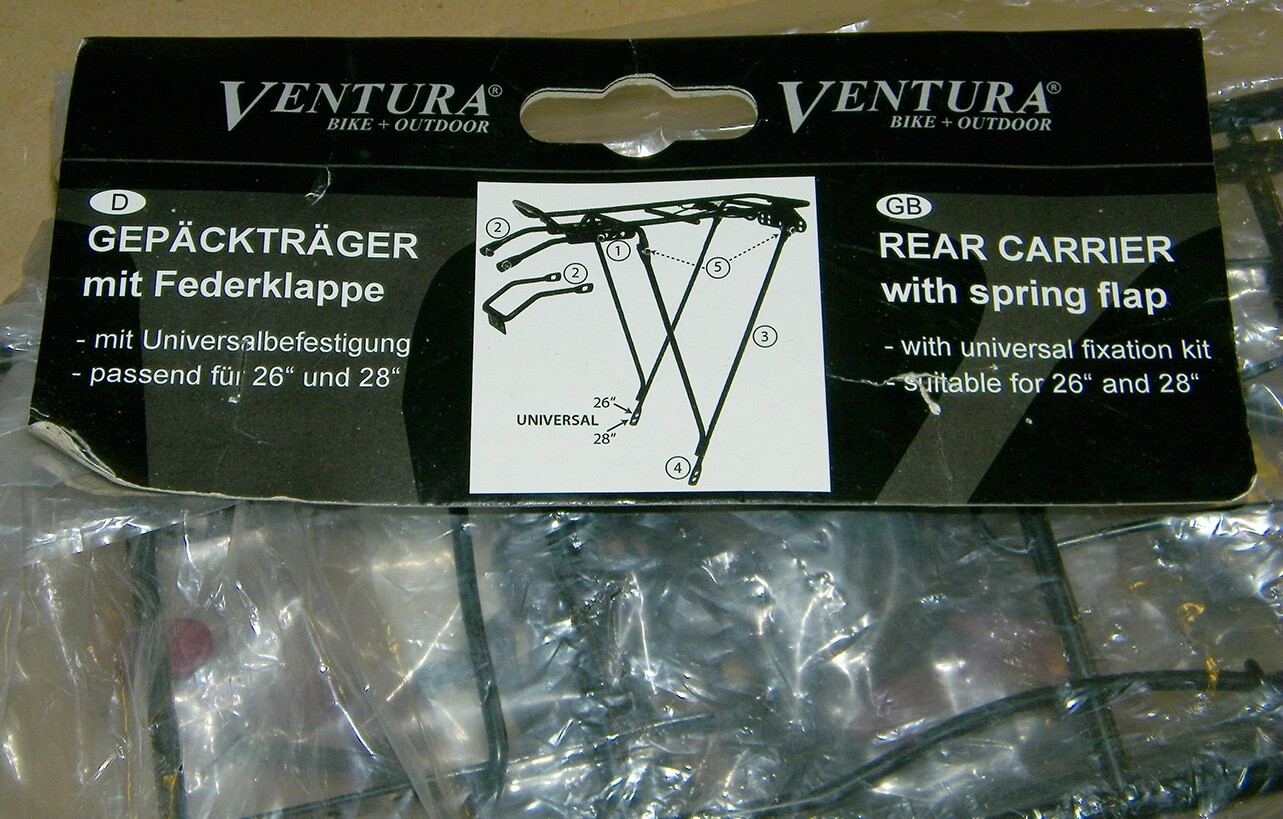 VENTURA®
BIKE + OUTDOOR
D
GEPÄCKTRÄGER
mit Federklappe
- mit Universalbefestigung
- passend für 26“ und 28“
2
1
2
5
3
26“
UNIVERSAL
28“
4
VENTURA®
BIKE + OUTDOOR
GB
REAR CARRIER
with spring flap
- with universal fixation kit
- suitable for 26“ and 28“